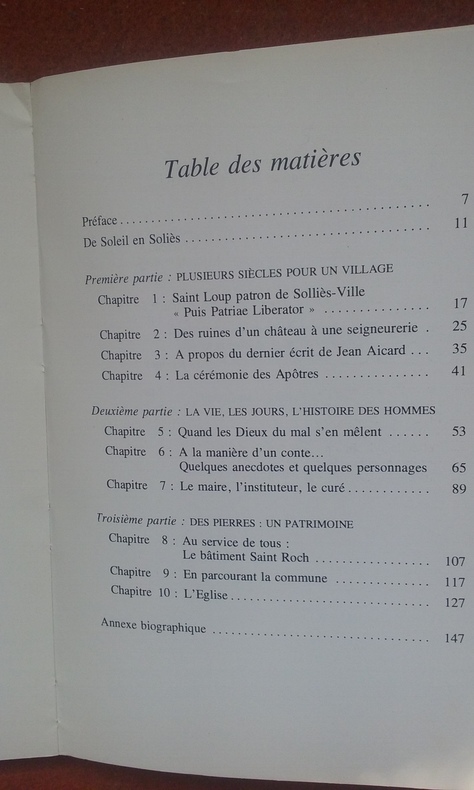 Table des matières
Préface . . . . . . . . . . . . . . . . . . . . . . . . . . . . . . . . . . . . . . . . 7
De Soleil en Soliès . . . . . . . . . . . . . . . . . . . . . . . . . . . . . . . . 11
Première partie : PLUSIEURS SIÈCLES POUR UN VILLAGE
Chapitre 1 : Saint Loup patron de Solliès-Ville
« Puis Patriae Liberator » . . . . . . . . . . . . . . . 17
Chapitre 2 : Des ruines d'un château à une seigneurerie . 25
Chapitre 3 : A propos du dernier écrit de Jean Aicard . . . 35
Chapitre 4 : La cérémonie des Apôtres . . . . . . . . . . . . . . . 41
Deuxième partie : LA VIE, LES JOURS, L'HISTOIRE DES HOMMES
Chapitre 5 : Quand les Dieux du mal s'en mêlent . . . . . . 53
Chapitre 6 : A la manière d'un conte...
Quelques anecdotes et quelques personnages 65
Chapitre 7 : Le maire, l'instituteur, le curé . . . . . . . . . . . . 89
Troisième partie : DES PIERRES : UN PATRIMOINE
Chapitre 8 : Au service de tous :
Le bâtiment Saint Roch . . . . . . . . . . . . . . . . . 107
Chapitre 9 : En parcourant la commune . . . . . . . . . . . . . . 117
Chapitre 10 : L'Eglise . . . . . . . . . . . . . . . . . . . . . . . . . . . . . 127
Annexe biographique . . . . . . . . . . . . . . . . . . . . . . . . . . . . . . . . 147